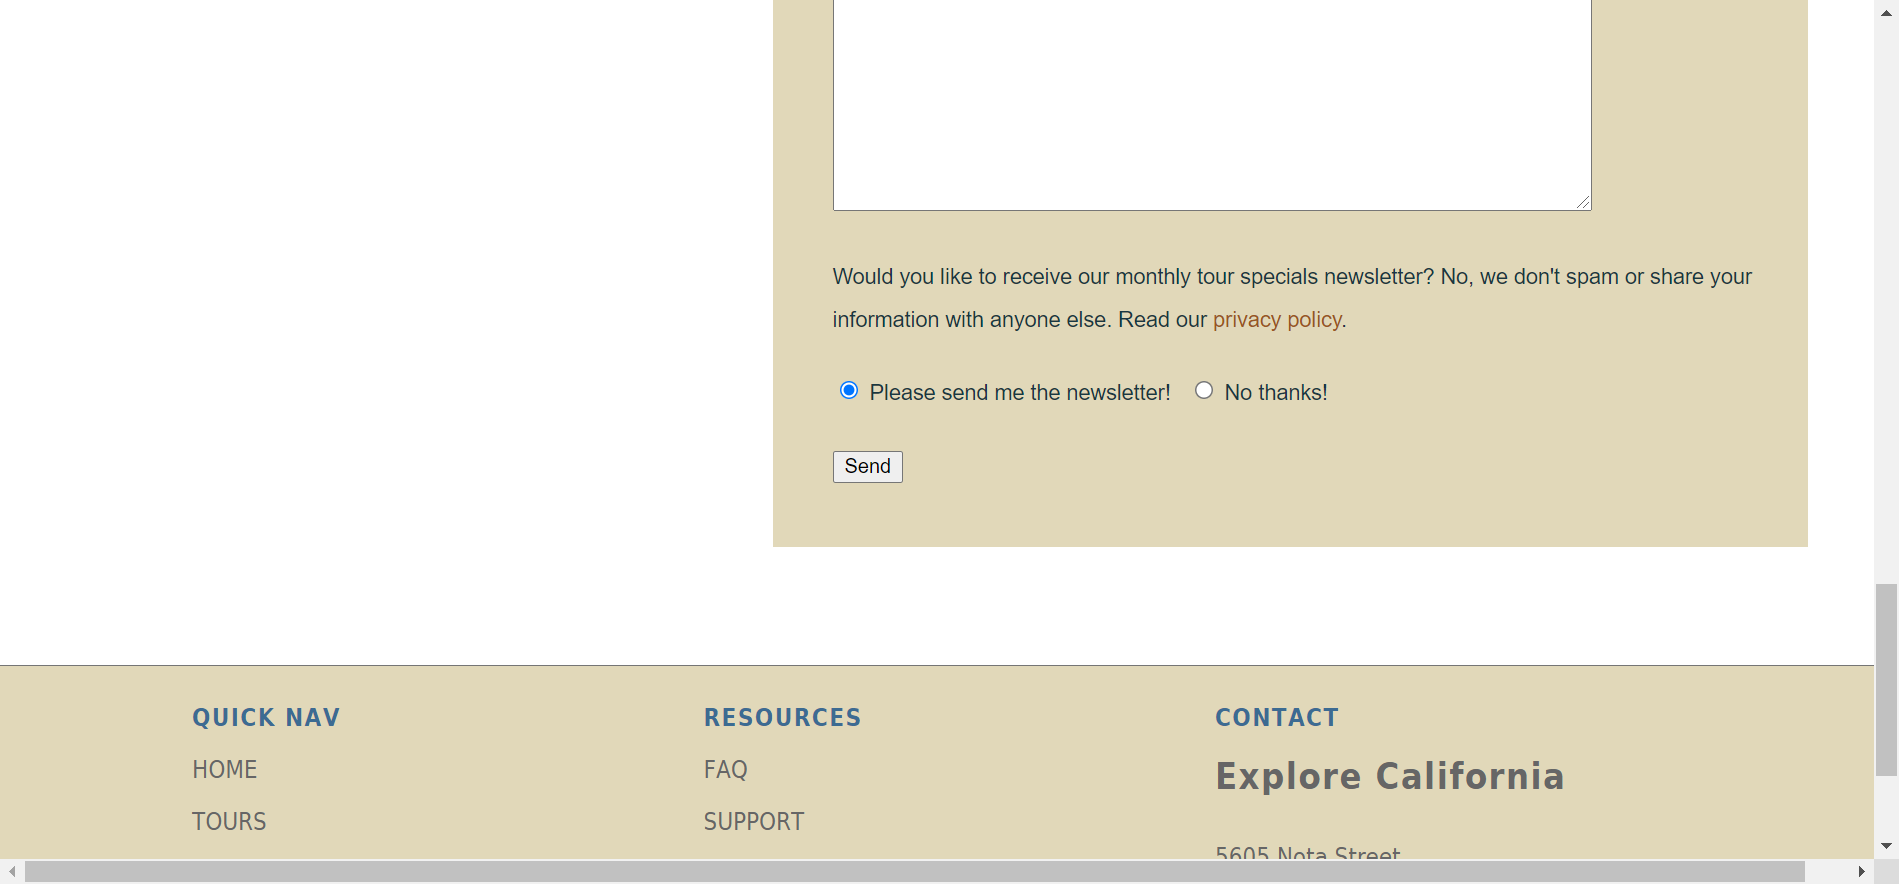 Would you like to receive our monthly tour specials newsletter? No, we don't spam or share your
information with anyone else. Read our privacy policy.
Please send me the newsletter! No thanks!
Send
QUICK NAV
HOME
TOURS
RESOURCES
FAQ
SUPPORT
CONTACT
Explore California
5605 Nota Street